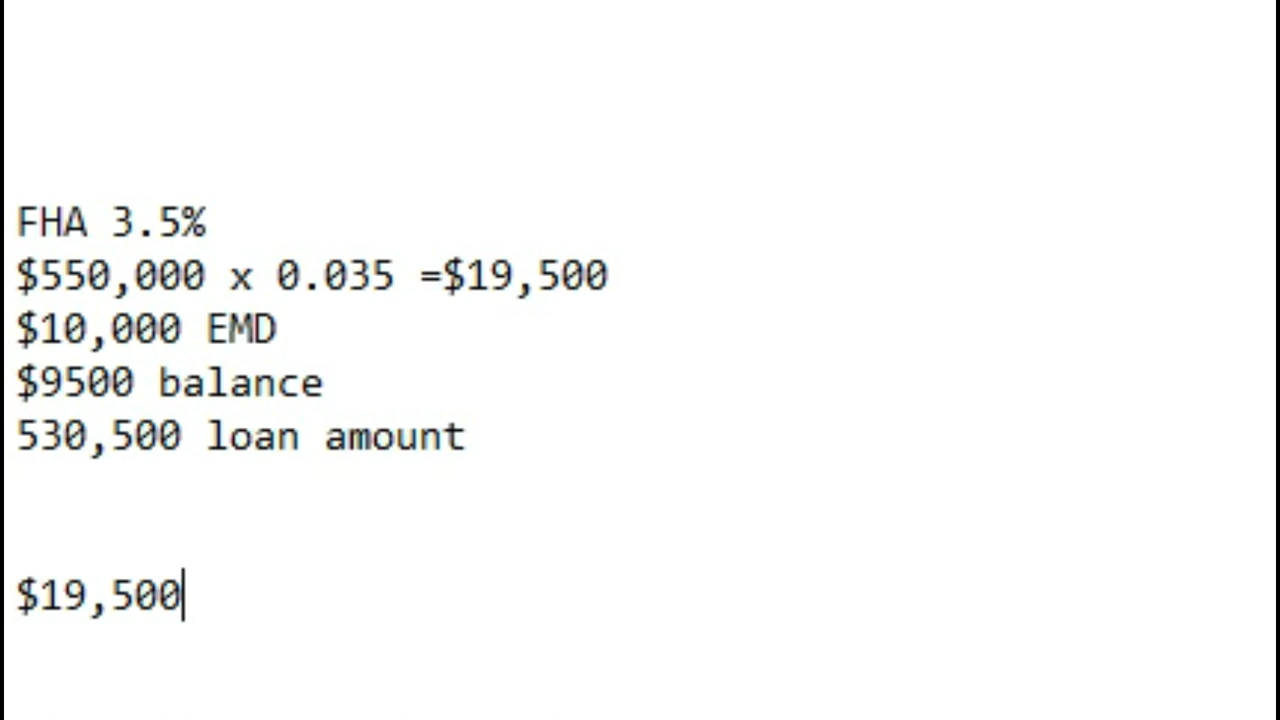 FHA 3.5%
$550,000 x 0.035 =$19,500
$10,000 EMD
$9500 balance
530,500 loan amount
$19,500